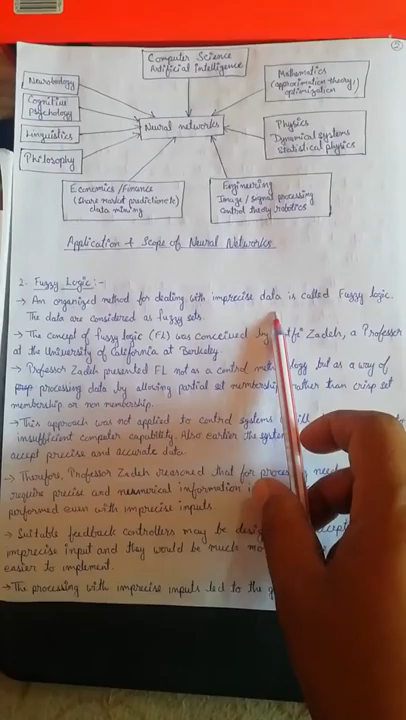 2
Computer Science
Artificial intelligence
Neurobiology
Mathematics
(approximation theory,
optimization)
Cognitive
Psychology
Neural networks
Linguistics
Physics
Dynamical systems
Statistical physics
Philosophy
Economics/Finance
(Share market prediction etc)
data mining
Engineering
Image/signal processing
Control theory robotics
Application & Scope of Neural Networks
2. Fuzzy Logic:-
→ An organized method for dealing with imprecise data is called Fuzzy Logic.
The data are considered as fuzzy sets.
→ The concept of fuzzy logic (FL) was conceived by Zadeh, a Professor
at the University of California at Berkeley.
→ Professor Zadeh presented FL not as a control but as a way of
processing data by allowing partial set membership rather than crisp set
membership or non membership.
→ This approach was not applied to control systems
insufficient computer capability. Also earlier the system
accept precise and accurate data.
→ Therefore, Professor Zadeh reasoned that for need
require precise and numerical information
performed even with imprecise inputs
→ Suitable feedback controllers may be
imprecise input and they would be much
easier to implement.
→ The processing with imprecise inputs led to the